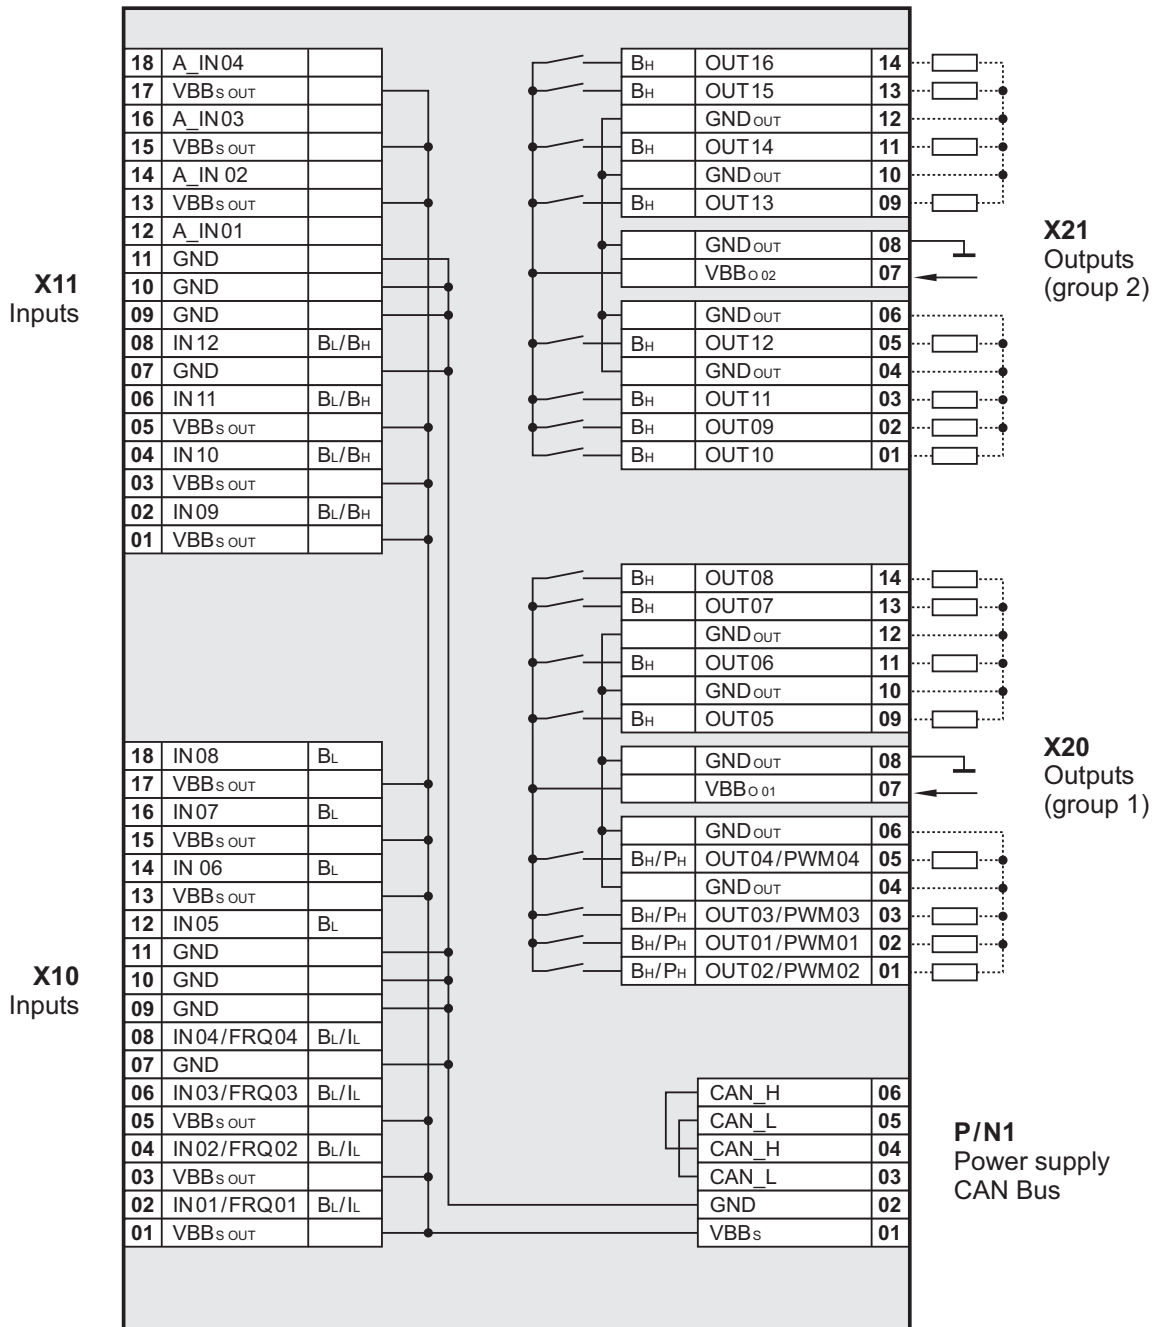 X11
Inputs
18 A_IN04
17 VBBS OUT
16 A_IN03
15 VBBS OUT
14 A_IN 02
13 VBBS OUT
12 A_IN01
11 GND
10 GND
09 GND
08 IN12 BL/BH
07 GND
06 IN11 BL/BH
05 VBBS OUT
04 IN10 BL/BH
03 VBBS OUT
02 IN09 BL/BH
01 VBBS OUT
X10
Inputs
18 IN08 BL
17 VBBS OUT
16 IN07 BL
15 VBBS OUT
14 IN 06 BL
13 VBBS OUT
12 IN05 BL
11 GND
10 GND
09 GND
08 IN04/FRQ04 BL/IL
07 GND
06 IN03/FRQ03 BL/IL
05 VBBS OUT
04 IN02/FRQ02 BL/IL
03 VBBS OUT
02 IN01/FRQ01 BL/IL
01 VBBS OUT
BH OUT16 14
BH OUT15 13
GNDOUT 12
BH OUT14 11
GNDOUT 10
BH OUT13 09
GNDOUT 08
VBBO 02 07
GNDOUT 06
BH OUT12 05
GNDOUT 04
BH OUT11 03
BH OUT09 02
BH OUT10 01
X21
Outputs
(group 2)
BH OUT08 14
BH OUT07 13
GNDOUT 12
BH OUT06 11
GNDOUT 10
BH OUT05 09
GNDOUT 08
VBBO 01 07
GNDOUT 06
BH/PH OUT04/PWM04 05
GNDOUT 04
BH/PH OUT03/PWM03 03
BH/PH OUT01/PWM01 02
BH/PH OUT02/PWM02 01
X20
Outputs
(group 1)
CAN_H 06
CAN_L 05
CAN_H 04
CAN_L 03
GND 02
VBBS 01
P/N1
Power supply
CAN Bus